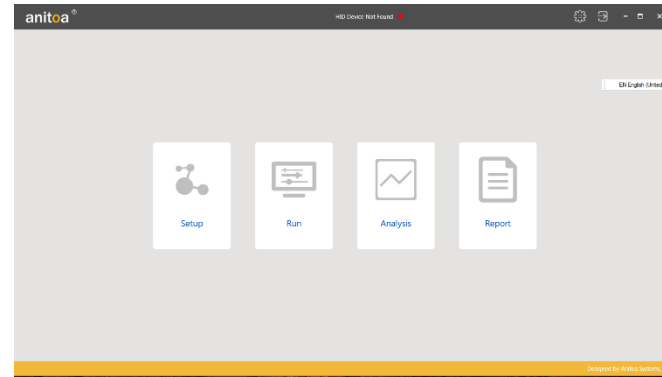 anitoa®
HID Device Not Found
EN English (United
Setup
Run
Analysis
Report
Designed by Anitoa Systems,